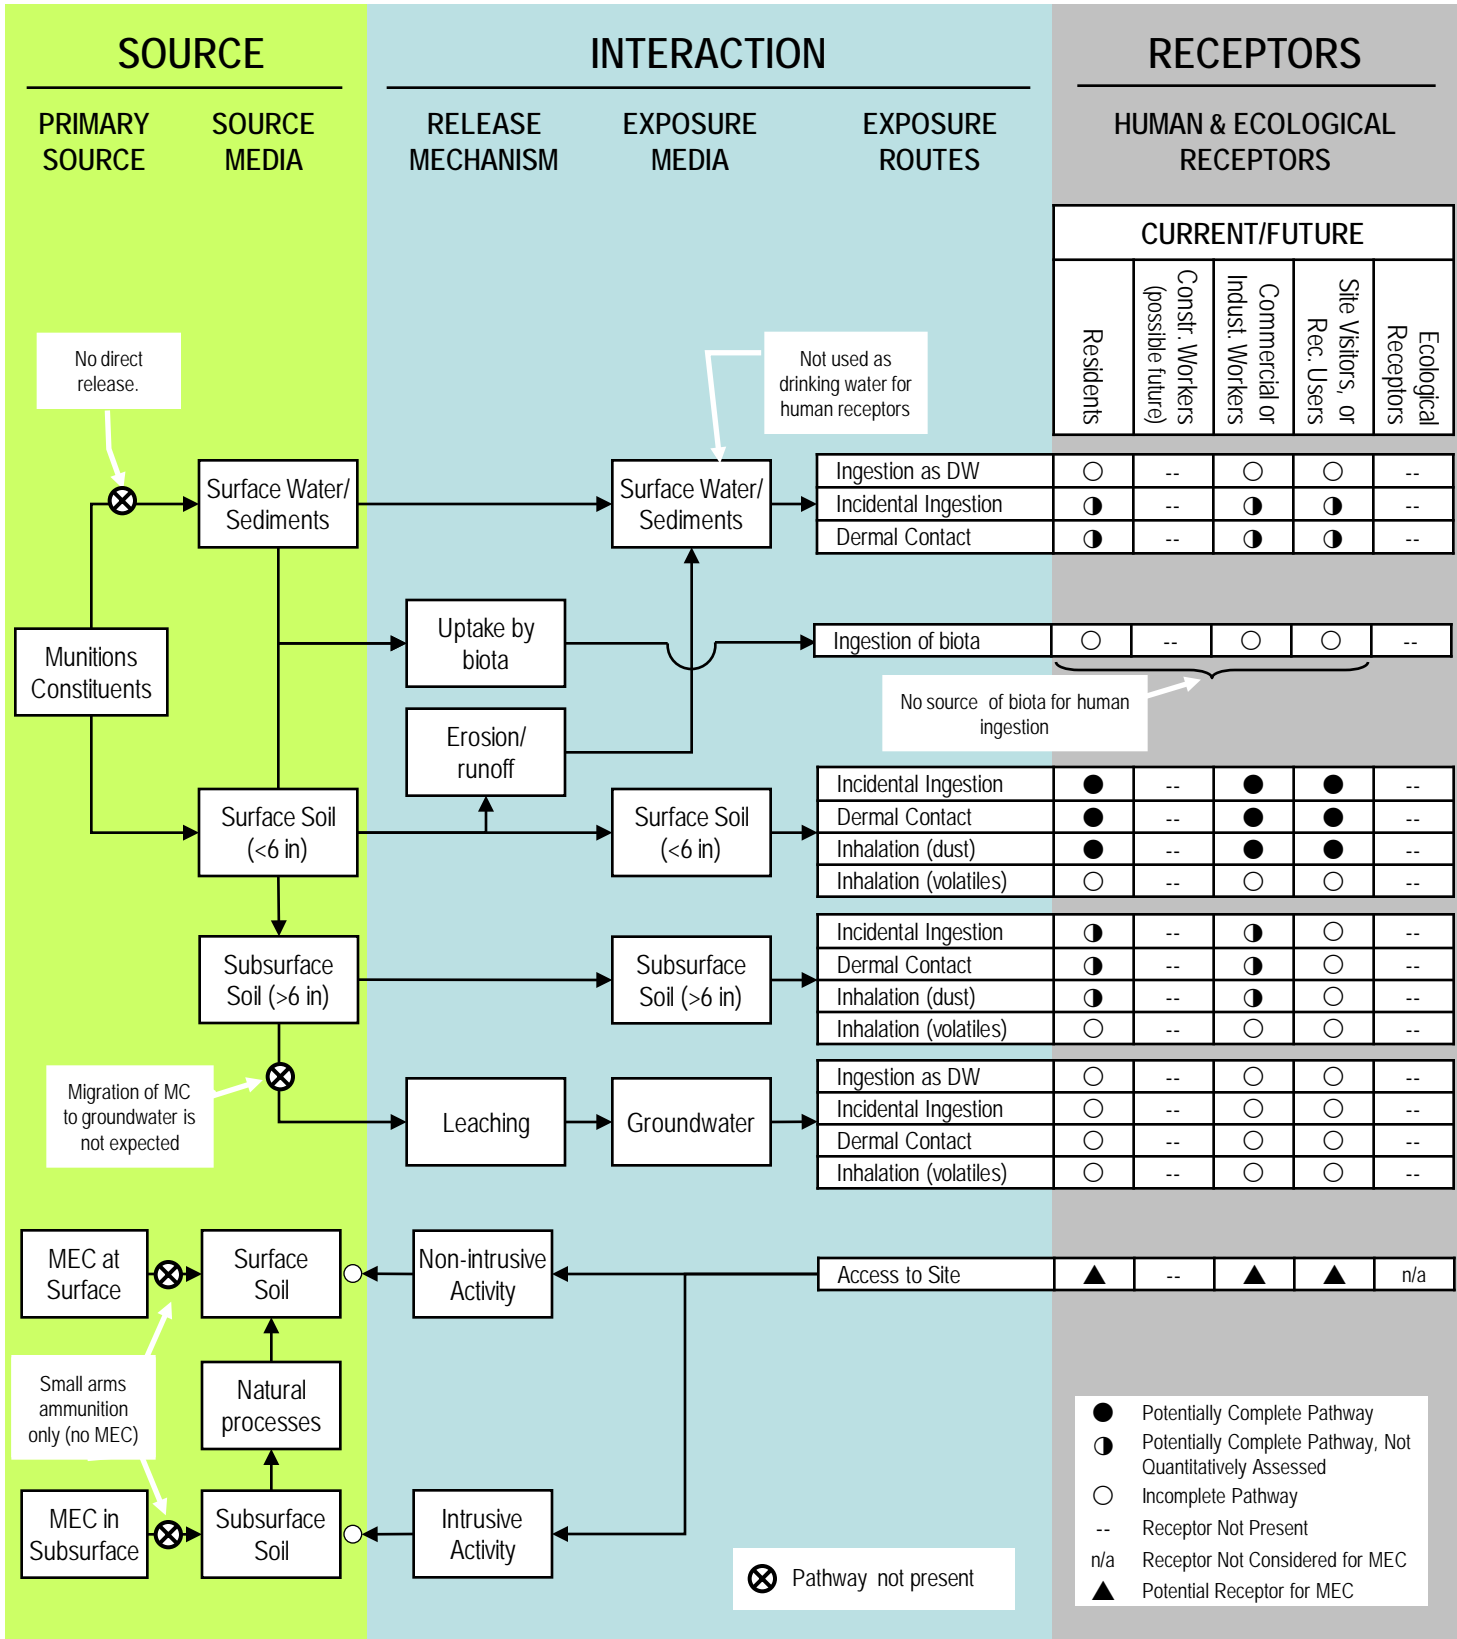 SOURCE
INTERACTION
RECEPTORS
PRIMARY
SOURCE
SOURCE
MEDIA
RELEASE
MECHANISM
EXPOSURE
MEDIA
EXPOSURE
ROUTES
HUMAN & ECOLOGICAL
RECEPTORS
CURRENT/FUTURE
Residents
Constr. Workers
(possible future)
Commercial or
Indust. Workers
Site Visitors, or
Rec. Users
Ecological
Receptors
No direct
release.
Not used as
drinking water for
human receptors
Surface Water/
Sediments
Surface Water/
Sediments
Ingestion as DW -- --
Incidental Ingestion -- --
Dermal Contact -- --
Munitions
Constituents
Uptake by
biota
Ingestion of biota -- --
No source of biota for human
ingestion
Erosion/
runoff
Surface Soil
(<6 in)
Surface Soil
(<6 in)
Incidental Ingestion -- --
Dermal Contact -- --
Inhalation (dust) -- --
Inhalation (volatiles) -- --
Subsurface
Soil (>6 in)
Subsurface
Soil (>6 in)
Incidental Ingestion -- --
Dermal Contact -- --
Inhalation (dust) -- --
Inhalation (volatiles) -- --
Migration of MC
to groundwater is
not expected
Leaching
Groundwater
Ingestion as DW -- --
Incidental Ingestion -- --
Dermal Contact -- --
Inhalation (volatiles) -- --
MEC at
Surface
Surface
Soil
Non-intrusive
Activity
Access to Site -- n/a
Small arms
ammunition
only (no MEC)
Natural
processes
MEC in
Subsurface
Subsurface
Soil
Intrusive
Activity
Pathway not present
Potentially Complete Pathway
Potentially Complete Pathway, Not
Quantitatively Assessed
Incomplete Pathway
-- Receptor Not Present
n/a Receptor Not Considered for MEC
Potential Receptor for MEC